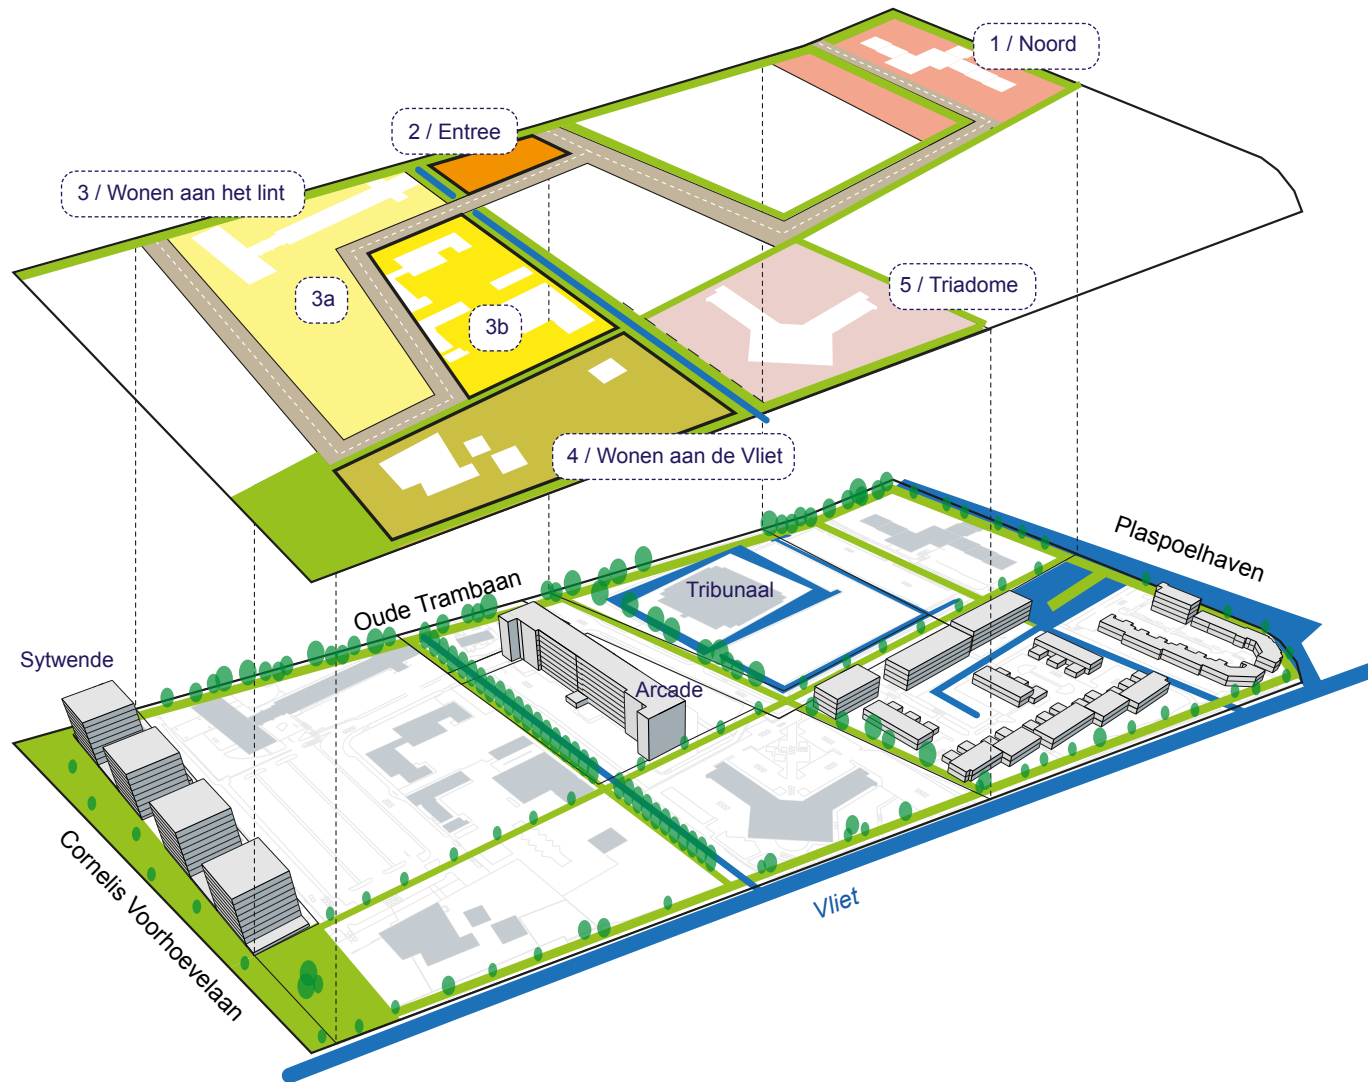 1 / Noord
2 / Entree
3 / Wonen aan het lint
5 / Triadome
3a
3b
4 / Wonen aan de Vliet
Plaspoelhaven
Oude Trambaan
Tribunaal
Sytwende
Arcade
Cornelis Voorhoevelaan
Vliet